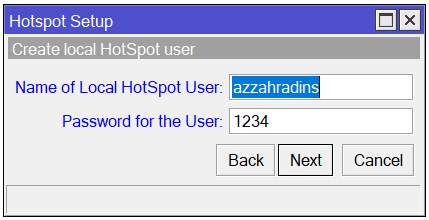 Hotspot Setup
Create local HotSpot user
Name of Local HotSpot User: azzahradins
Password for the User: 1234
Back Next Cancel